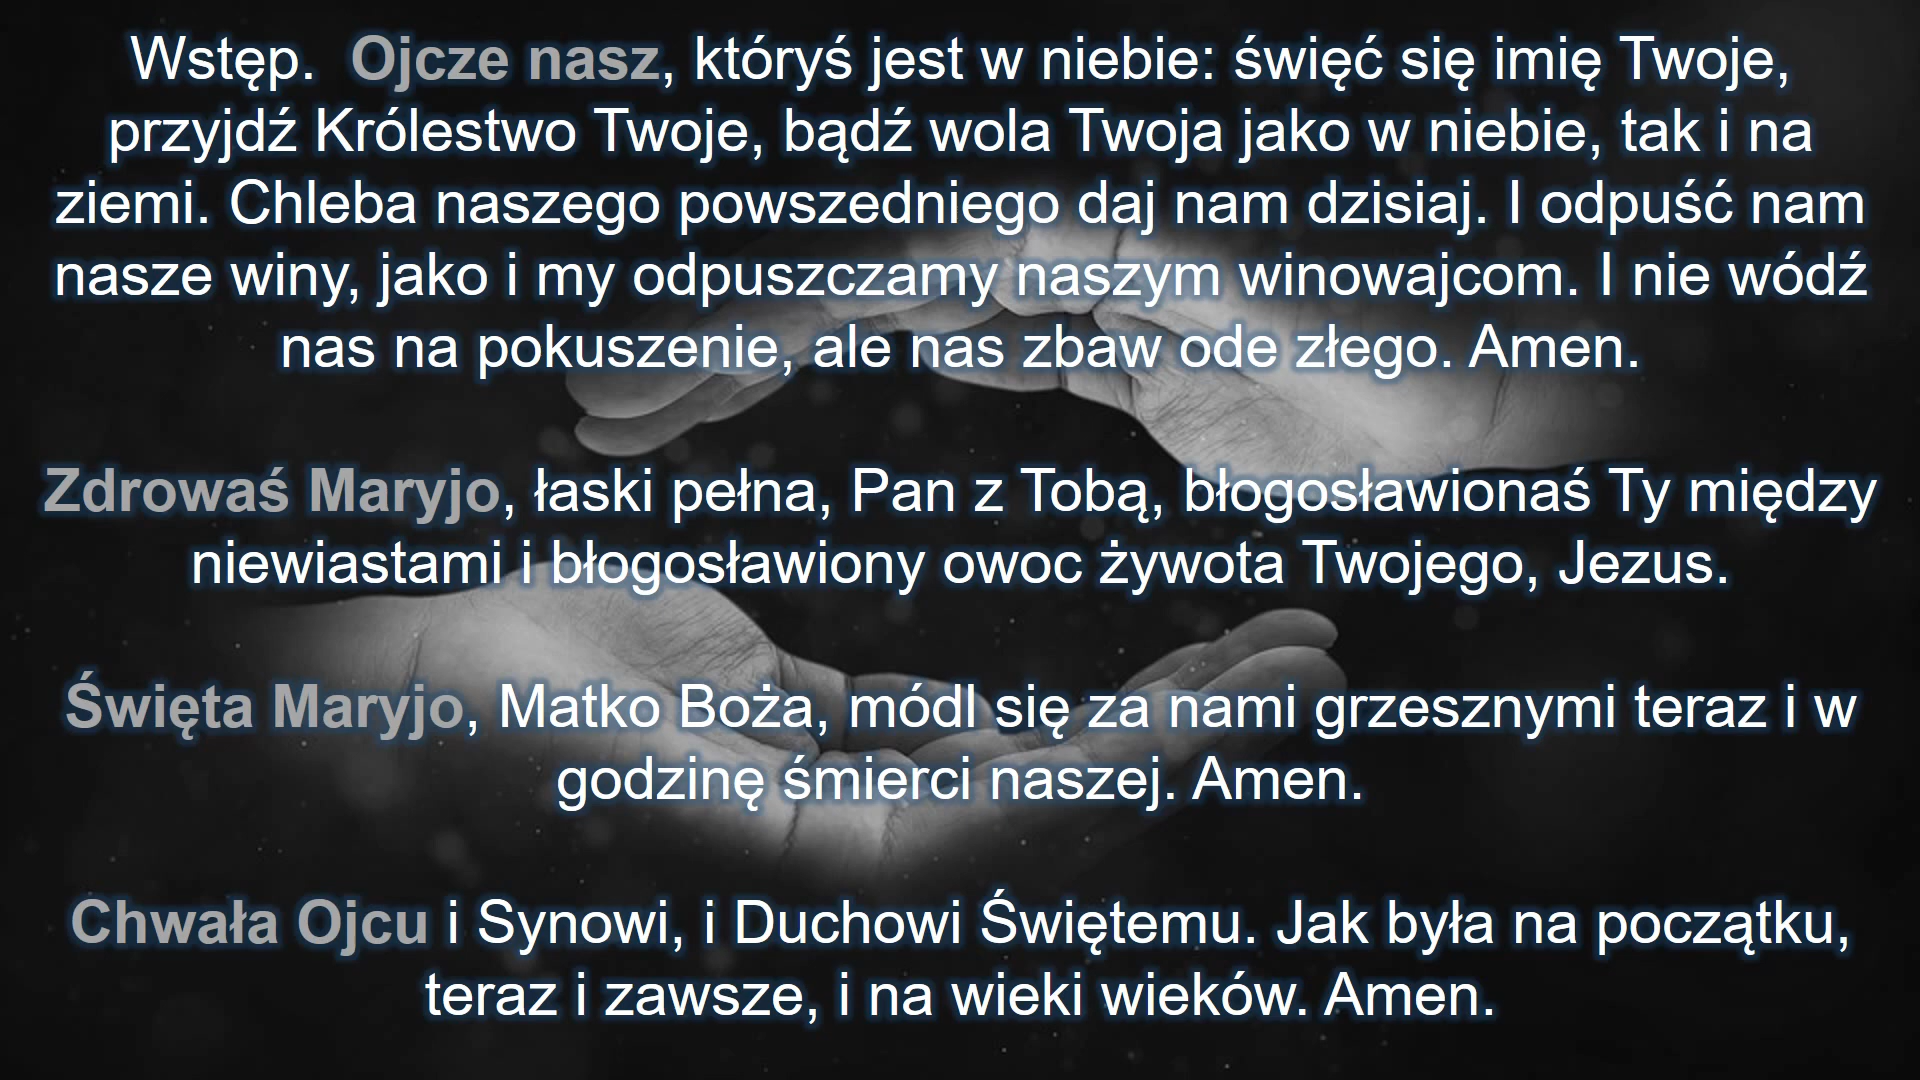 Wstęp.  Ojcze nasz, któryś jest w niebie: święć się imię Twoje,
przyjdź Królestwo Twoje, bądź wola Twoja jako w niebie, tak i na
ziemi. Chleba naszego powszedniego daj nam dzisiaj. I odpuść nam
nasze winy, jako i my odpuszczamy naszym winowajcom. I nie wódź
nas na pokuszenie, ale nas zbaw ode złego. Amen.
Zdrowaś Maryjo, łaski pełna, Pan z Tobą, błogosławionaś Ty między
niewiastami i błogosławiony owoc żywota Twojego, Jezus.
Święta Maryjo, Matko Boża, módl się za nami grzesznymi teraz i w
godzinę śmierci naszej. Amen.
Chwała Ojcu i Synowi, i Duchowi Świętemu. Jak była na początku,
teraz i zawsze, i na wieki wieków. Amen.